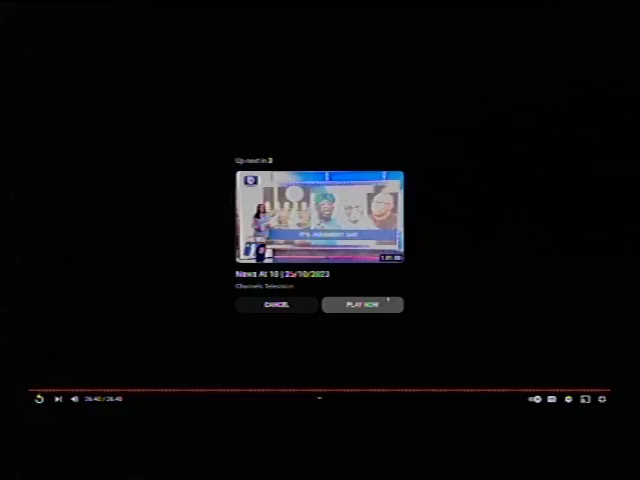 Up next in 3
IT'S JUDGMENT DAY
1:01:00
News At 10 | 25/10/2023
Channels Television
CANCEL
PLAY NOW
26:40 / 26:40